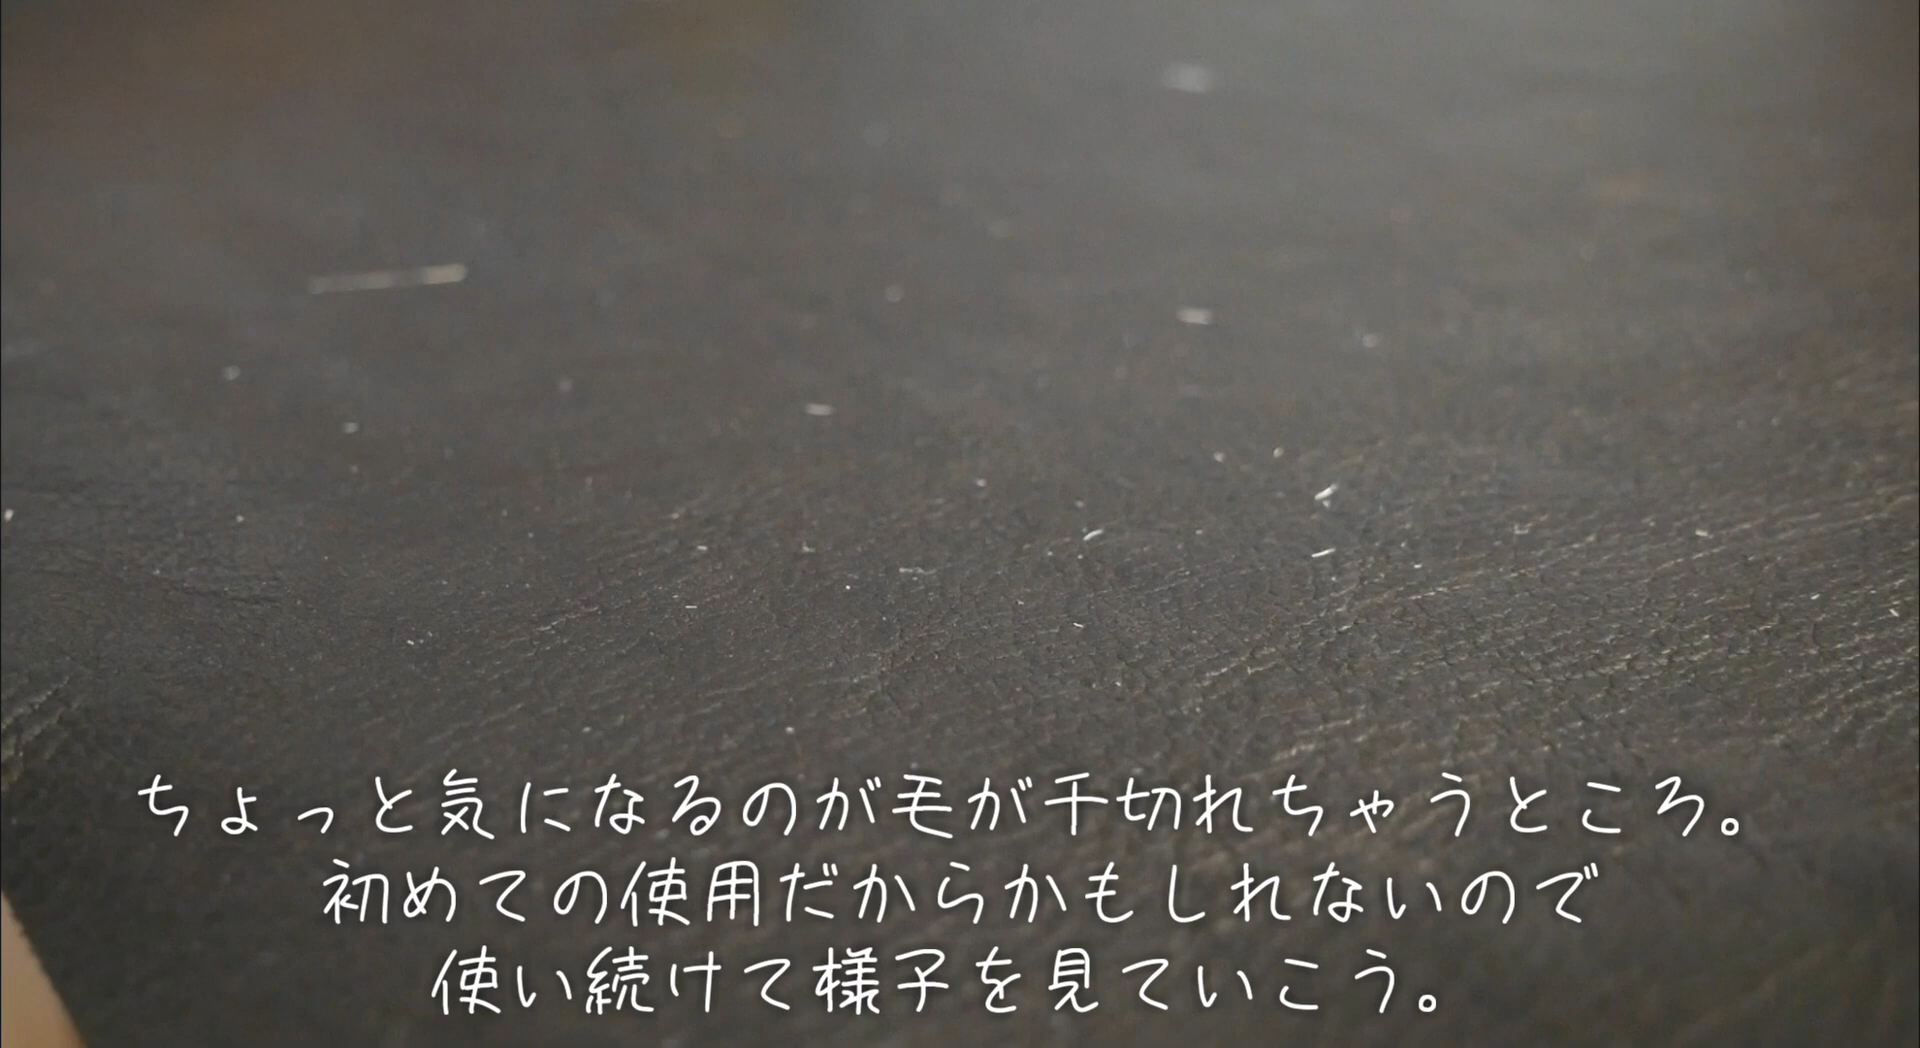 ちょっと気になるのが毛が千切れちゃうところ。
初めての使用だからかもしれないので
使い続けて様子を見ていこう。